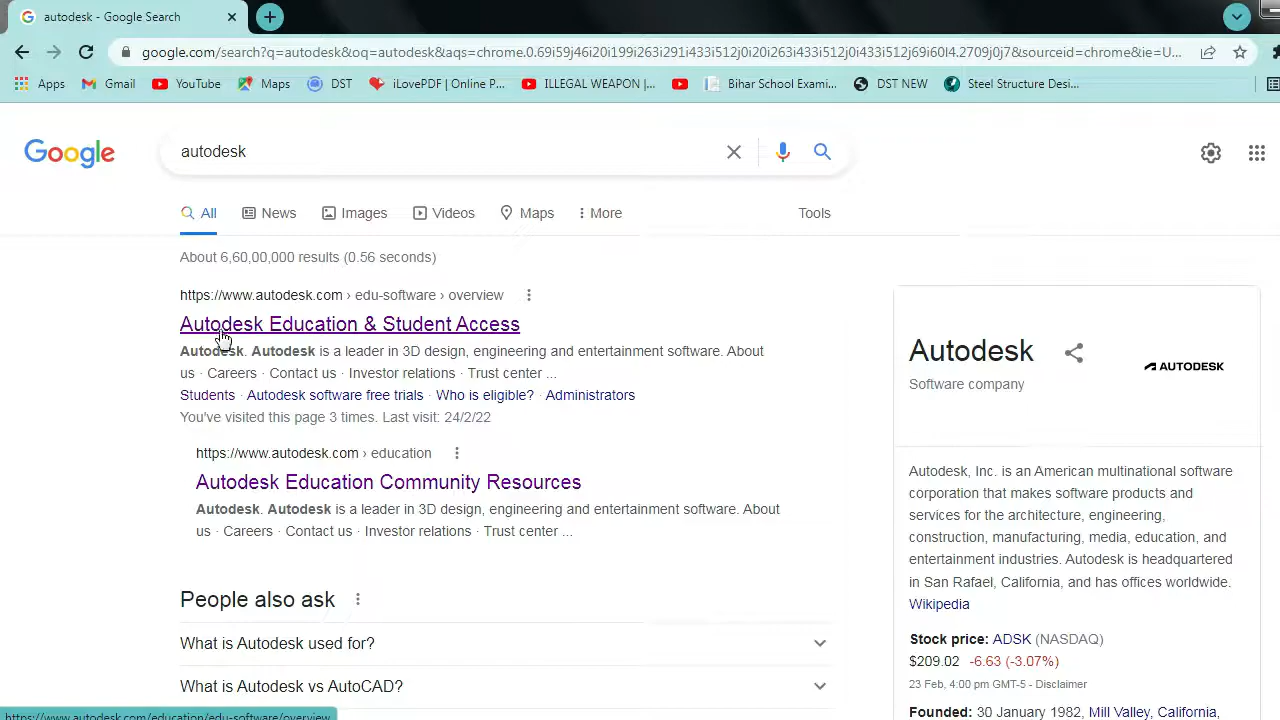 autodesk - Google Search
google.com/search?q=autodesk&oq=autodesk&aqs=chrome.0.69i59j46i20i199i263i291i433i512j0i20i263i433i512j0i433i512j69i60l4.2709j0j7&sourceid=chrome&ie=U...
Apps Gmail YouTube Maps DST iLovePDF | Online P... ILLEGAL WEAPON |... Bihar School Exami... DST NEW Steel Structure Desi...
Google
autodesk
All News Images Videos Maps More Tools
About 6,60,00,000 results (0.56 seconds)
https://www.autodesk.com › edu-software › overview
Autodesk Education & Student Access
Autodesk. Autodesk is a leader in 3D design, engineering and entertainment software. About
us · Careers · Contact us · Investor relations · Trust center ...
Students · Autodesk software free trials · Who is eligible? · Administrators
You've visited this page 3 times. Last visit: 24/2/22
https://www.autodesk.com › education
Autodesk Education Community Resources
Autodesk. Autodesk is a leader in 3D design, engineering and entertainment software. About
us · Careers · Contact us · Investor relations · Trust center ...
People also ask
What is Autodesk used for?
What is Autodesk vs AutoCAD?
Autodesk
Software company
AUTODESK
Autodesk, Inc. is an American multinational software
corporation that makes software products and
services for the architecture, engineering,
construction, manufacturing, media, education, and
entertainment industries. Autodesk is headquartered
in San Rafael, California, and has offices worldwide.
Wikipedia
Stock price: ADSK (NASDAQ)
$209.02 -6.63 (-3.07%)
23 Feb, 4:00 pm GMT-5 - Disclaimer
Founded: 30 January 1982, Mill Valley, California,
https://www.autodesk.com/education/edu-software/overview